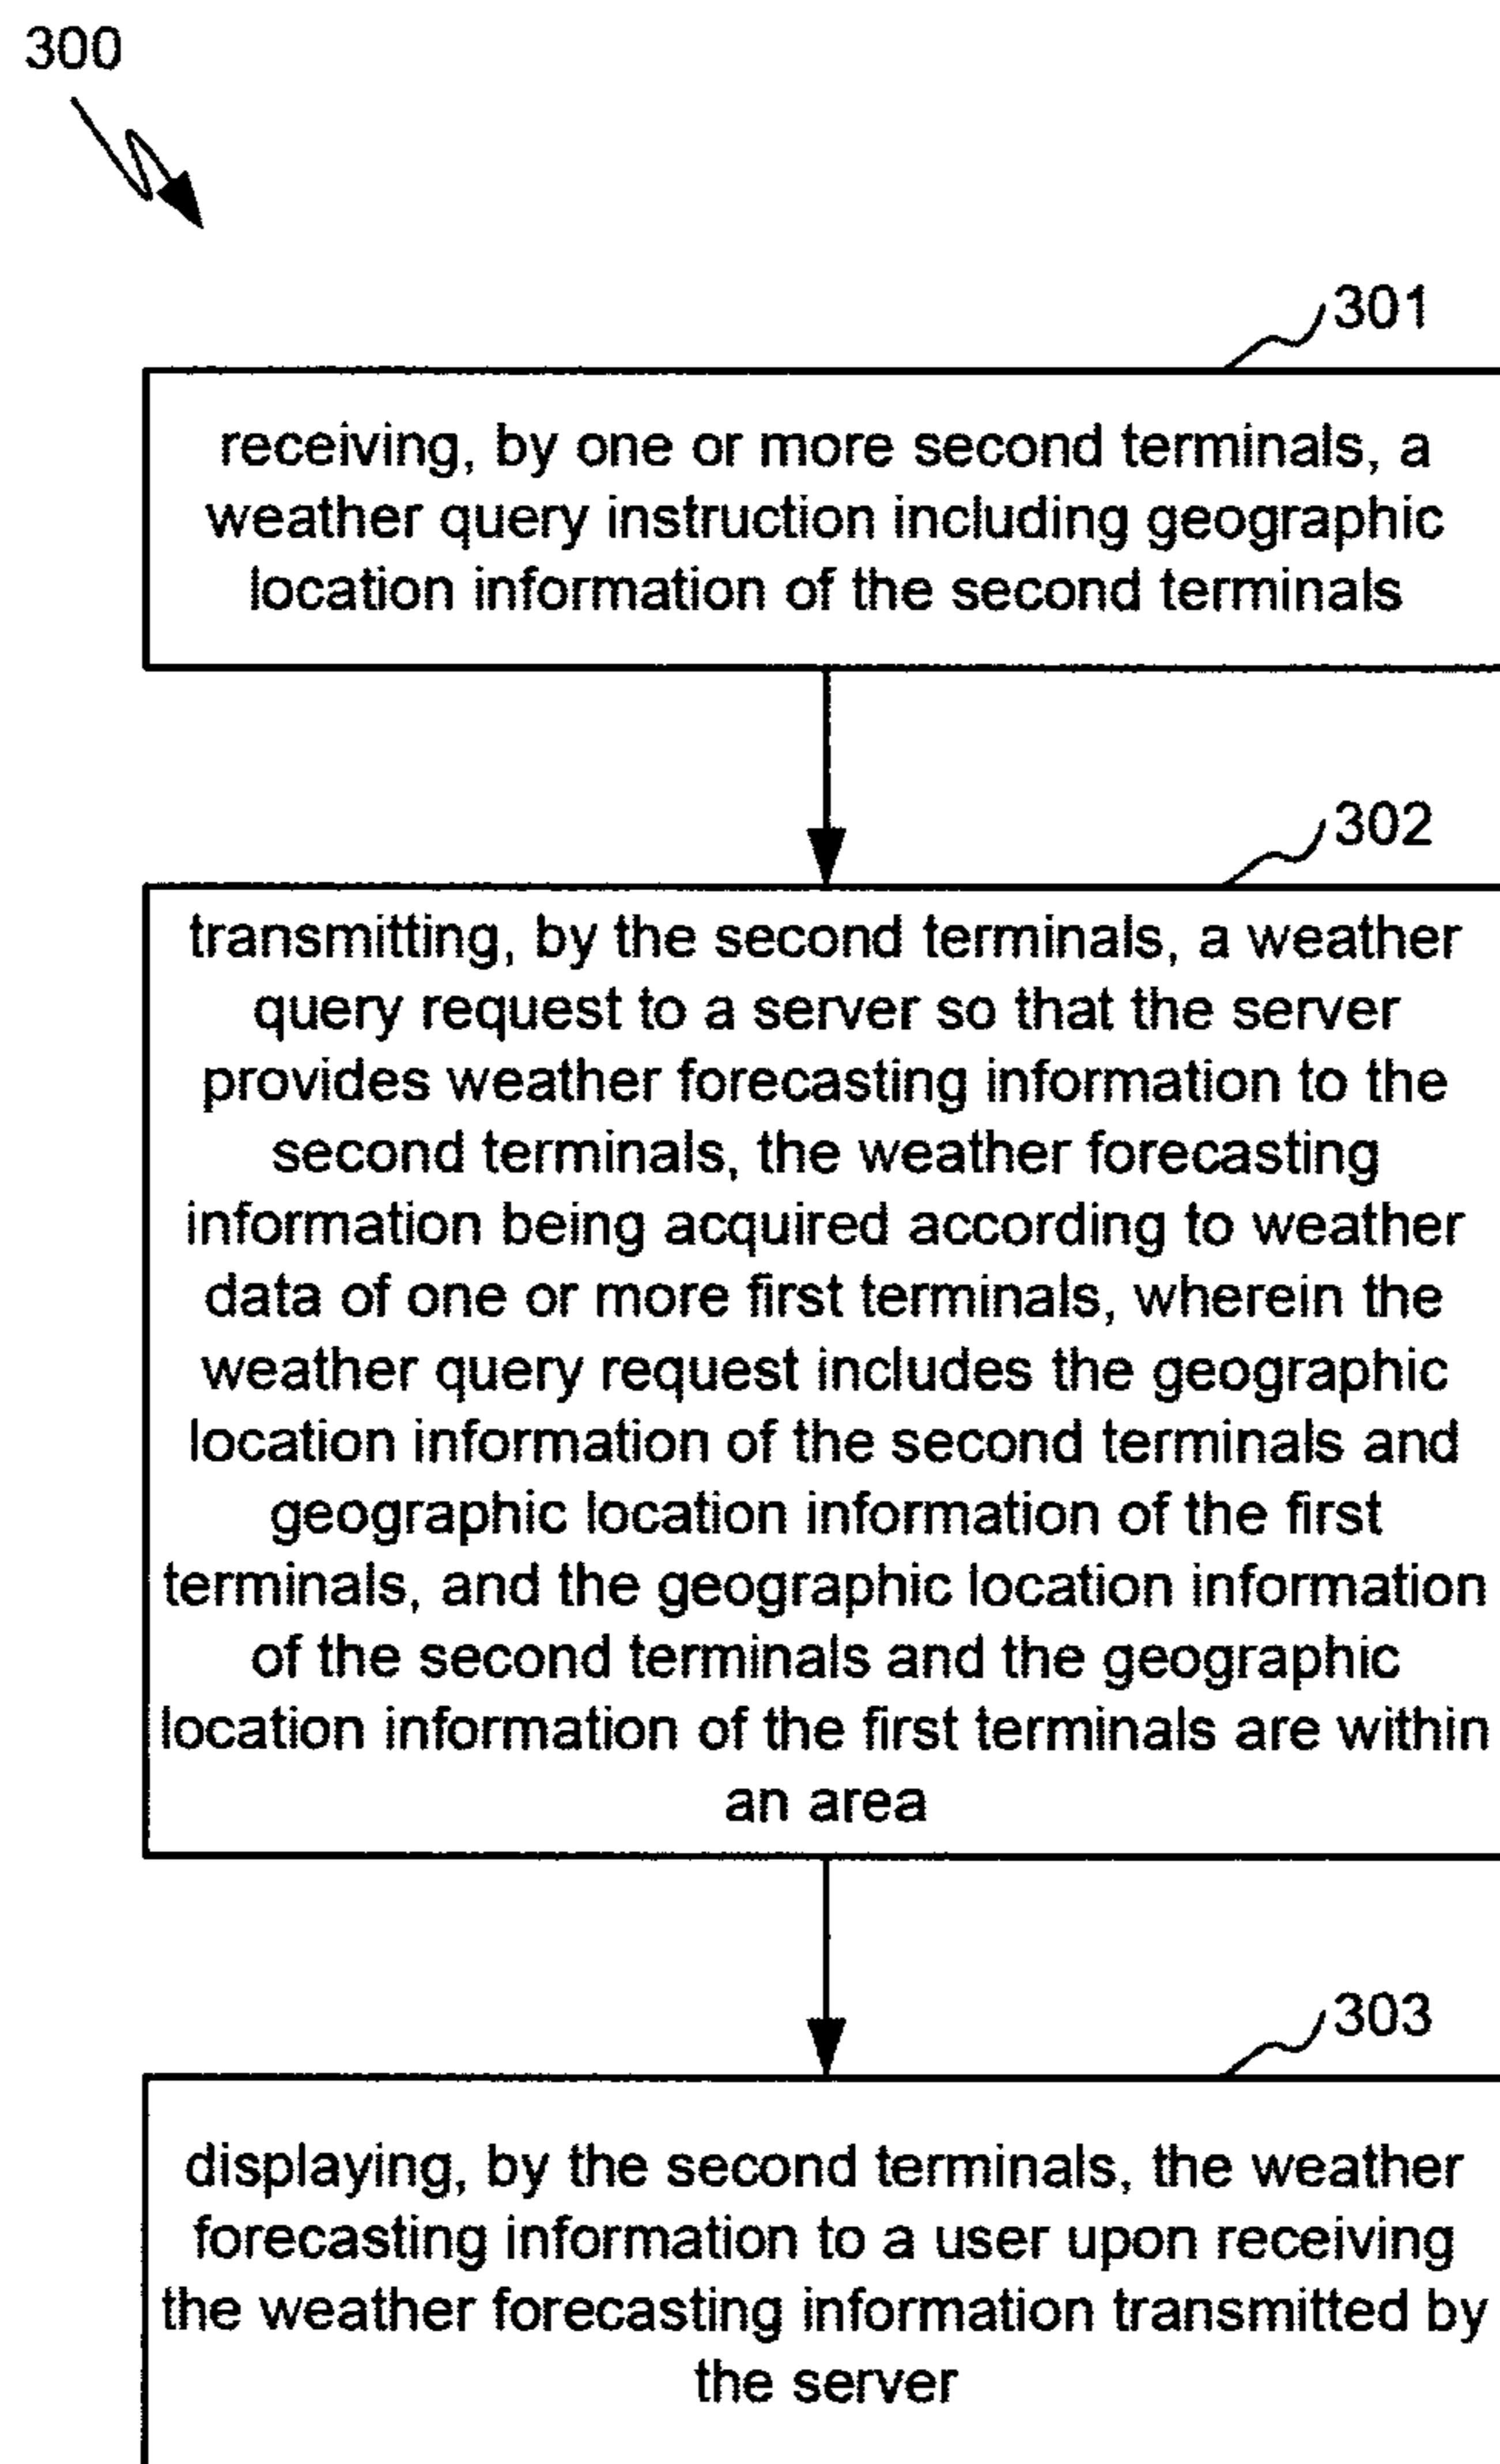 300
301
receiving, by one or more second terminals, a
weather query instruction including geographic
location information of the second terminals
302
transmitting, by the second terminals, a weather
query request to a server so that the server
provides weather forecasting information to the
second terminals, the weather forecasting
information being acquired according to weather
data of one or more first terminals, wherein the
weather query request includes the geographic
location information of the second terminals and
geographic location information of the first
terminals, and the geographic location information
of the second terminals and the geographic
location information of the first terminals are within
an area
303
displaying, by the second terminals, the weather
forecasting information to a user upon receiving
the weather forecasting information transmitted by
the server